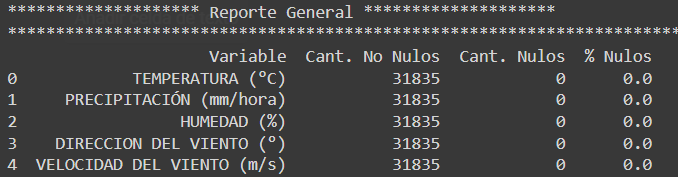 ******************** Reporte General ********************
**********************************************************************
Variable Cant. No Nulos Cant. Nulos % Nulos
0 TEMPERATURA (°C) 31835 0 0.0
1 PRECIPITACIÓN (mm/hora) 31835 0 0.0
2 HUMEDAD (%) 31835 0 0.0
3 DIRECCION DEL VIENTO (°) 31835 0 0.0
4 VELOCIDAD DEL VIENTO (m/s) 31835 0 0.0